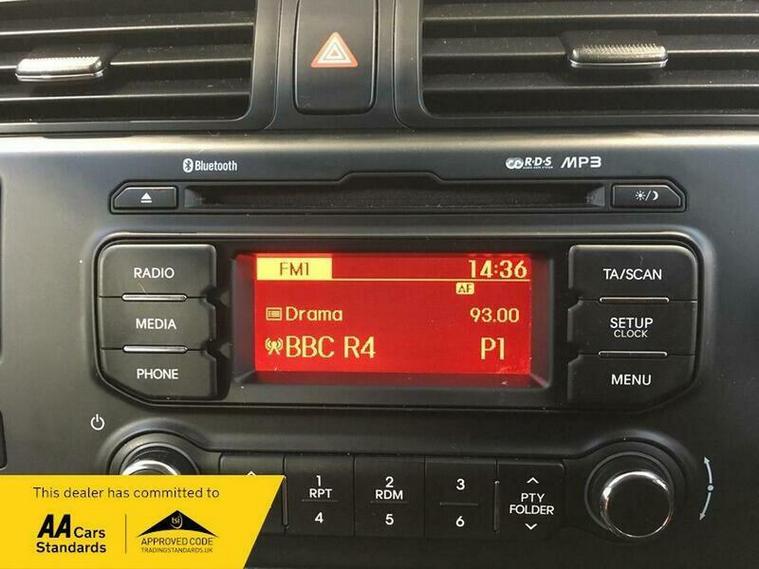 Bluetooth
R·D·S MP3
RADIO
MEDIA
PHONE
FM1 14:36
AF
Drama 93.00
BBC R4 P1
TA/SCAN
SETUP
CLOCK
MENU
1 2 3
RPT RDM
4 5 6
PTY
FOLDER
This dealer has committed to
AA Cars
Standards
tsi
APPROVED CODE
TRADINGSTANDARDS.UK